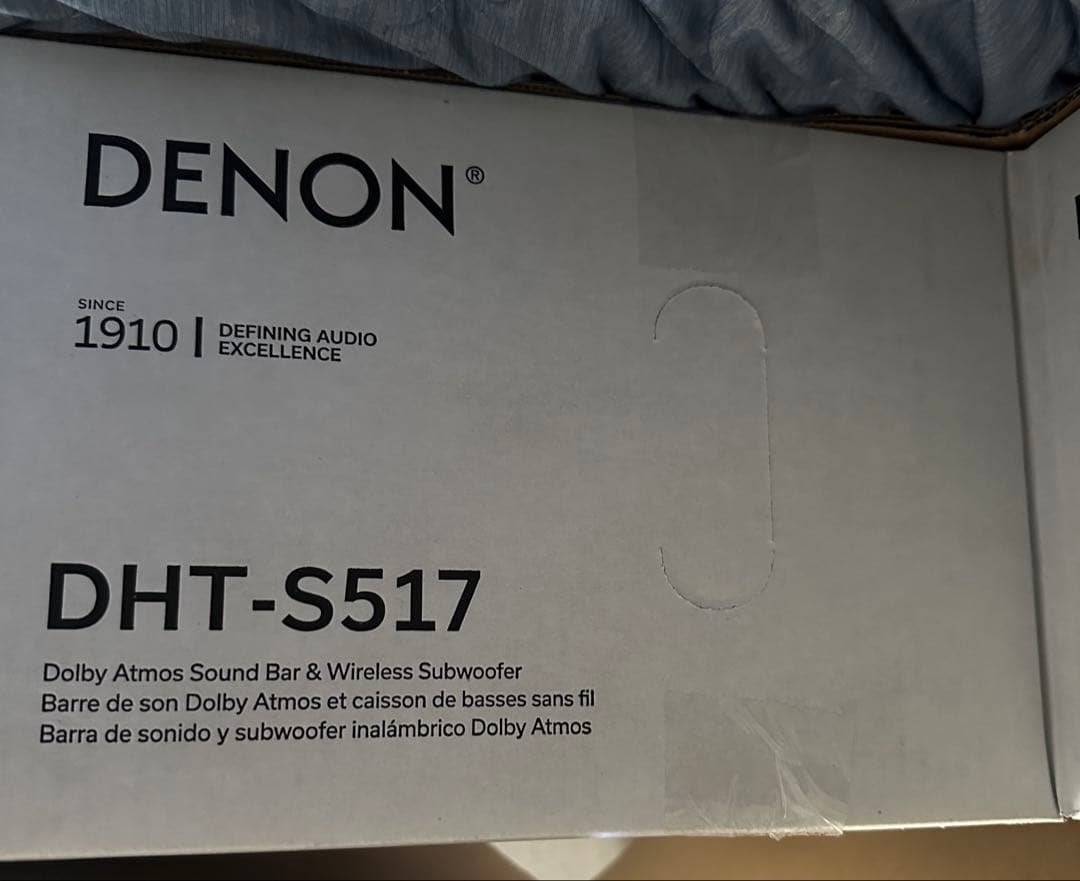 DENON®
SINCE
1910 | DEFINING AUDIO
EXCELLENCE
DHT-S517
Dolby Atmos Sound Bar & Wireless Subwoofer
Barre de son Dolby Atmos et caisson de basses sans fil
Barra de sonido y subwoofer inalámbrico Dolby Atmos